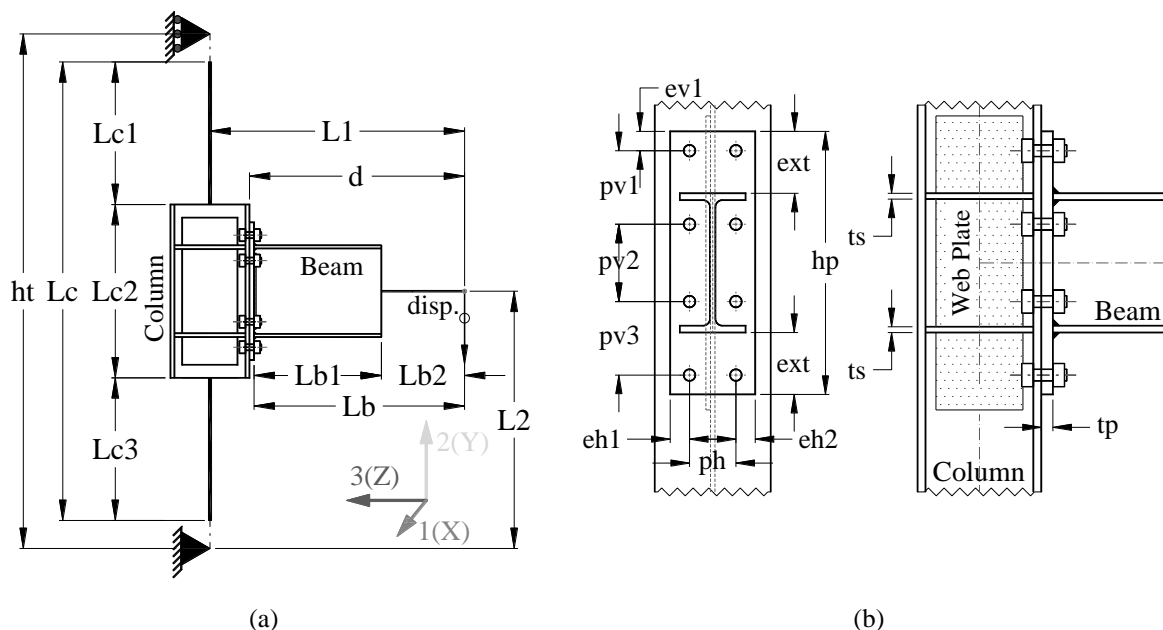 L1
d
Lc1
ht
Lc
Lc2
Column
Beam
disp.
Lb1
Lb2
Lb
L2
Lc3
2(Y)
3(Z)
1(X)
(a)
ev1
ext
pv1
pv2
hp
pv3
ext
eh1
ph
eh2
ts
Web Plate
Beam
ts
tp
Column
(b)